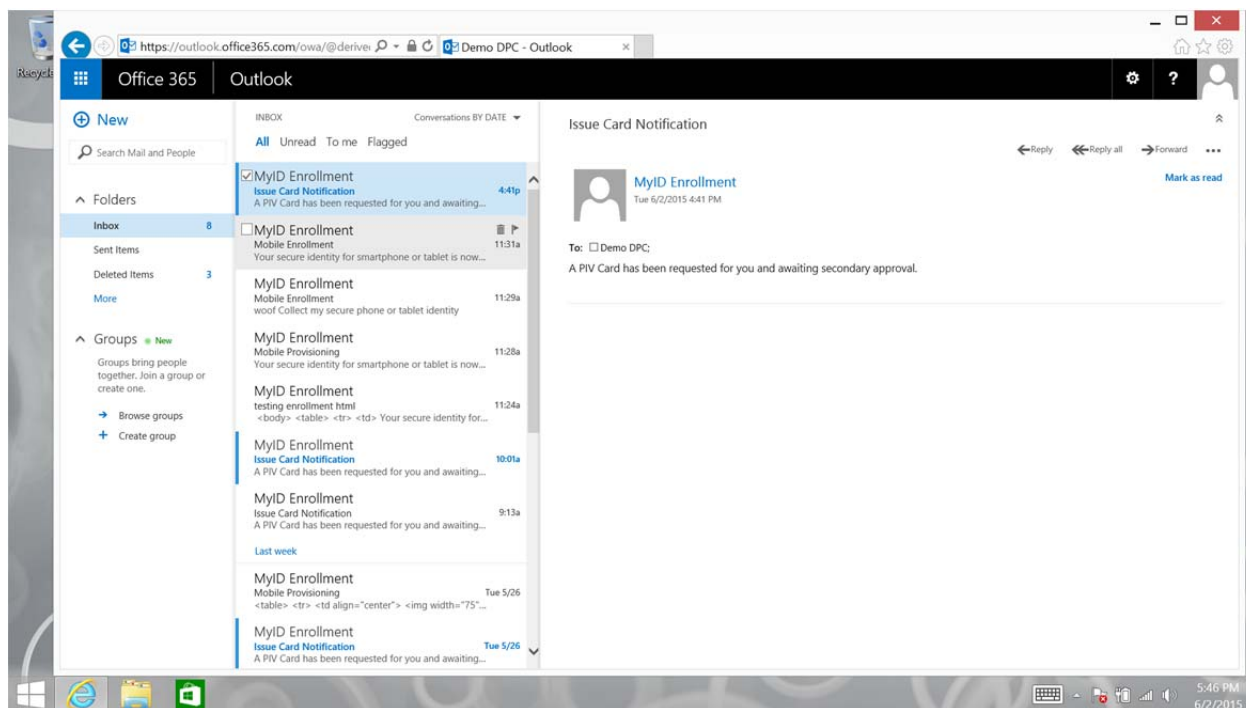 https://outlook.office365.com/owa/@derive
Demo DPC - Outlook
Office 365
Outlook
?
New
Search Mail and People
Folders
Inbox 8
Sent Items
Deleted Items 3
More
Groups New
Groups bring people
together. Join a group or
create one.
Browse groups
Create group
INBOX Conversations BY DATE
All Unread To me Flagged
MyID Enrollment
Issue Card Notification 4:41p
A PIV Card has been requested for you and awaiting...
MyID Enrollment
Mobile Enrollment 11:31a
Your secure identity for smartphone or tablet is now...
MyID Enrollment
Mobile Enrollment 11:29a
woof Collect my secure phone or tablet identity
MyID Enrollment
Mobile Provisioning 11:28a
Your secure identity for smartphone or tablet is now...
MyID Enrollment
testing enrollment html 11:24a
<body> <table> <tr> <td> Your secure identity for...
MyID Enrollment
Issue Card Notification 10:01a
A PIV Card has been requested for you and awaiting...
MyID Enrollment
Issue Card Notification 9:13a
A PIV Card has been requested for you and awaiting...
Last week
MyID Enrollment
Mobile Provisioning Tue 5/26
<table> <tr> <td align="center"> <img width="75"...
MyID Enrollment
Issue Card Notification Tue 5/26
A PIV Card has been requested for you and awaiting...
Issue Card Notification
Reply Reply all Forward ...
MyID Enrollment Mark as read
Tue 6/2/2015 4:41 PM
To: Demo DPC;
A PIV Card has been requested for you and awaiting secondary approval.
5:46 PM
6/2/2015